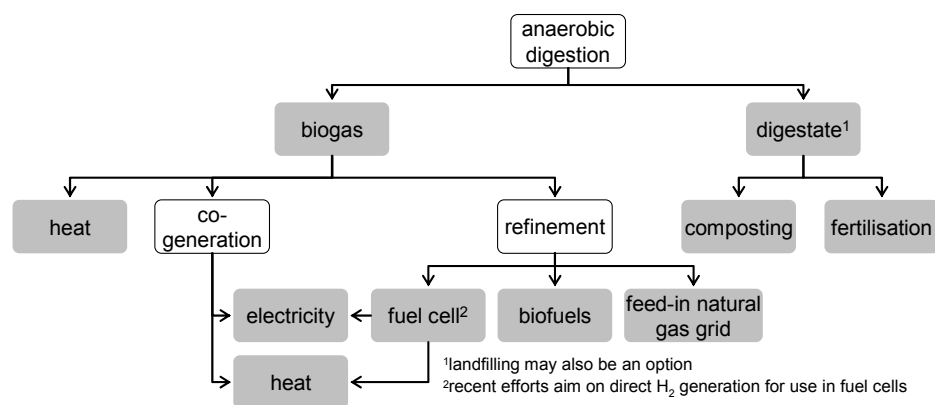 anaerobic
digestion
biogas
digestate¹
heat
co-
generation
refinement
composting
fertilisation
electricity
fuel cell²
biofuels
feed-in natural
gas grid
heat
¹landfilling may also be an option
²recent efforts aim on direct H₂ generation for use in fuel cells